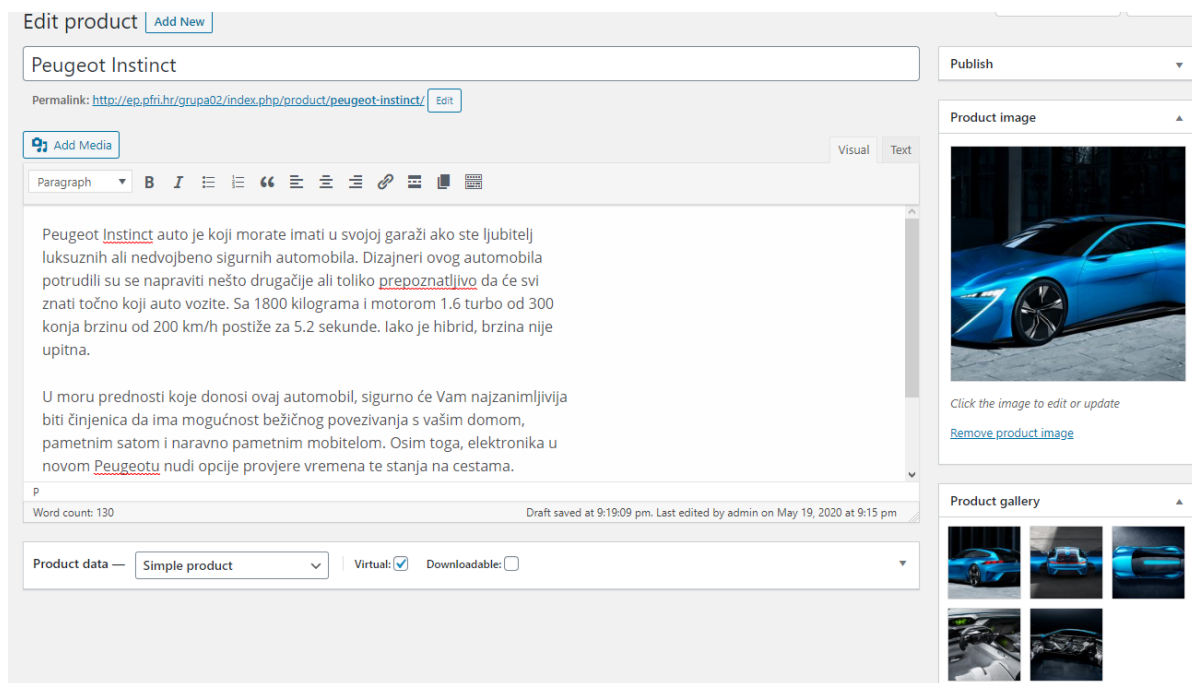 Edit product Add New
Peugeot Instinct
Permalink: http://ep.pfri.hr/grupa02/index.php/product/peugeot-instinct/ Edit
Add Media
Visual Text
Paragraph
Peugeot Instinct auto je koji morate imati u svojoj garaži ako ste ljubitelj
luksuznih ali nedvojbeno sigurnih automobila. Dizajneri ovog automobila
potrudili su se napraviti nešto drugačije ali toliko prepoznatljivo da će svi
znati točno koji auto vozite. Sa 1800 kilograma i motorom 1.6 turbo od 300
konja brzinu od 200 km/h postiže za 5.2 sekunde. Iako je hibrid, brzina nije
upitna.
U moru prednosti koje donosi ovaj automobil, sigurno će Vam najzanimljivija
biti činjenica da ima mogućnost bežičnog povezivanja s vašim domom,
pametnim satom i naravno pametnim mobitelom. Osim toga, elektronika u
novom Peugeotu nudi opcije provjere vremena te stanja na cestama.
P
Word count: 130 Draft saved at 9:19:09 pm. Last edited by admin on May 19, 2020 at 9:15 pm
Product data — Simple product Virtual: Downloadable:
Publish
Product image
Click the image to edit or update
Remove product image
Product gallery